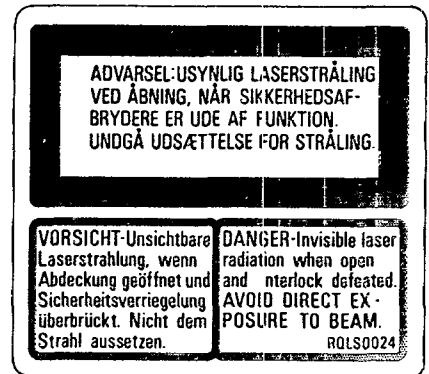 ADVARSEL:USYNLIG LASERSTRÅLING
VED ÅBNING, NÅR SIKKERHEDSAF-
BRYDERE ER UDE AF FUNKTION.
UNDGÅ UDSÆTTELSE FOR STRÅLING.
VORSICHT-Unsichtbare
Laserstrahlung, wenn
Abdeckung geöffnet und
Sicherheitsverriegelung
überbrückt. Nicht dem
Strahl aussetzen.
DANGER-Invisible laser
radiation when open
and nterlock defeated.
AVOID DIRECT EX-
POSURE TO BEAM.
RQLS0024